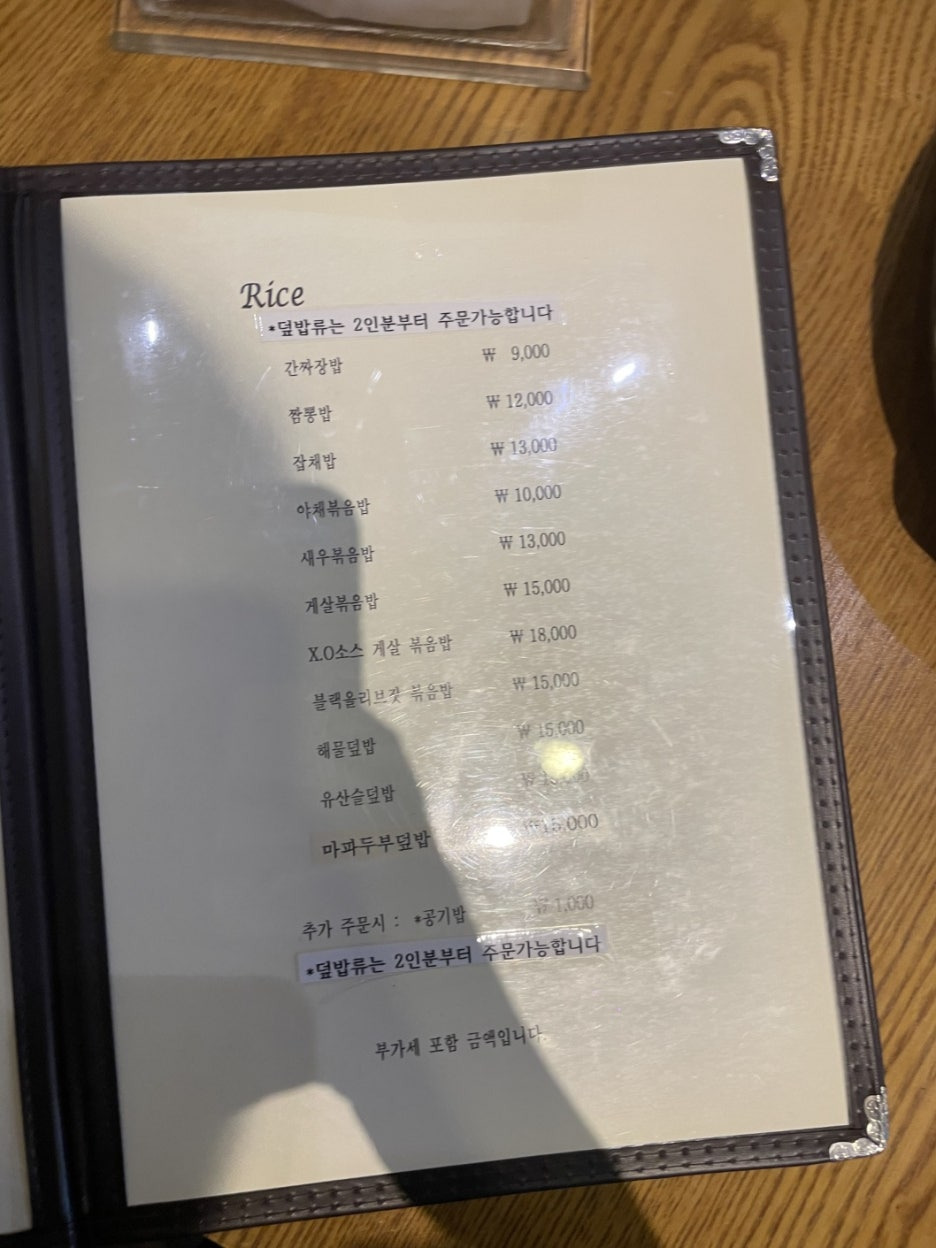 Rice
*덮밥류는 2인분부터 주문가능합니다
간짜장밥 ₩ 9,000
짬뽕밥 ₩ 12,000
잡채밥 ₩ 13,000
야채볶음밥 ₩ 10,000
새우볶음밥 ₩ 13,000
게살볶음밥 ₩ 15,000
X.O소스 게살 볶음밥 ₩ 18,000
블랙올리브갓 볶음밥 ₩ 15,000
해물덮밥 ₩ 15,000
유산슬덮밥 ₩
마파두부덮밥 ₩15,000
추가 주문시 : *공기밥 ₩ 1,000
*덮밥류는 2인분부터 주문가능합니다
부가세 포함 금액입니다.